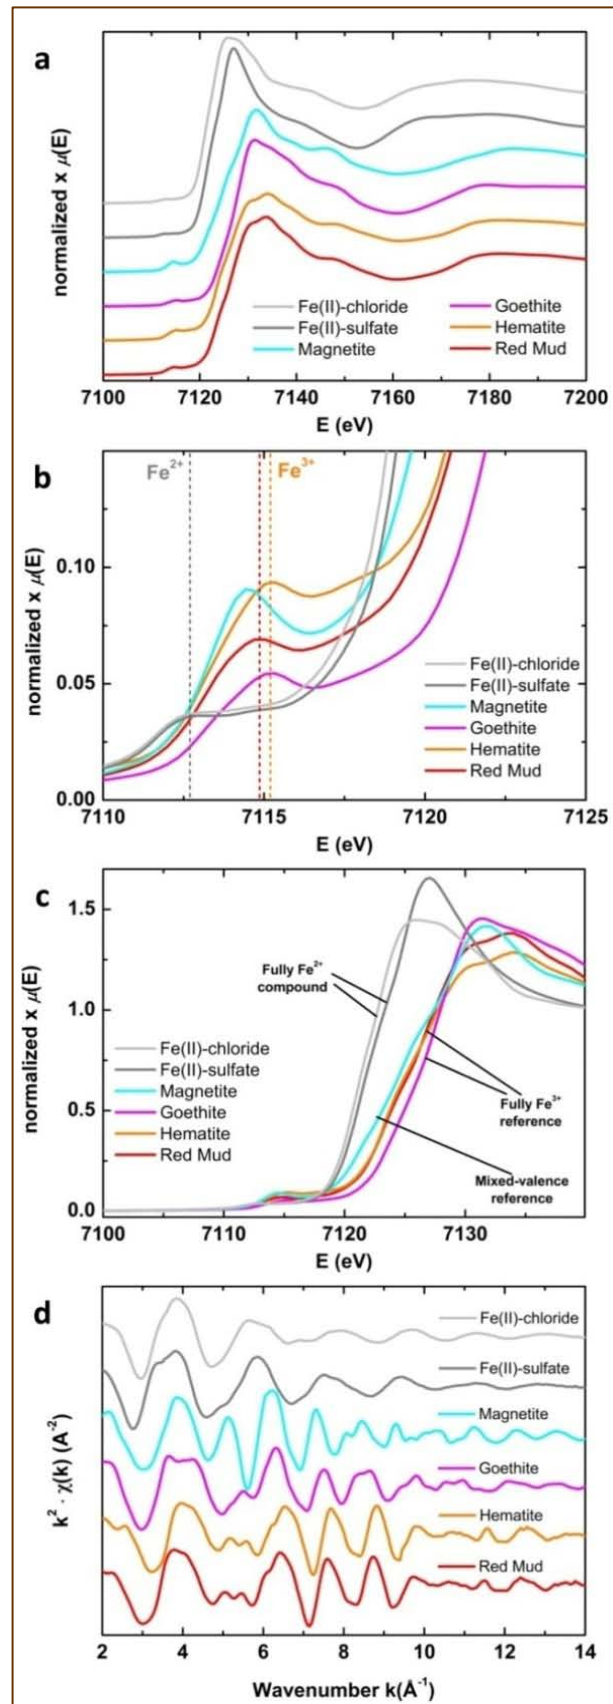 a
normalized x μ(E)
Fe(II)-chloride
Fe(II)-sulfate
Magnetite
Goethite
Hematite
Red Mud
7100 7120 7140 7160 7180 7200
E (eV)
b
Fe²⁺
Fe³⁺
normalized x μ(E)
0.10
0.05
0.00
Fe(II)-chloride
Fe(II)-sulfate
Magnetite
Goethite
Hematite
Red Mud
7110 7115 7120 7125
E (eV)
c
normalized x μ(E)
1.5
1.0
0.5
0.0
Fully Fe²⁺
compound
Fe(II)-chloride
Fe(II)-sulfate
Magnetite
Goethite
Hematite
Red Mud
Fully Fe³⁺
reference
Mixed-valence
reference
7100 7110 7120 7130
E (eV)
d
k² · χ(k) (A⁻²)
Fe(II)-chloride
Fe(II)-sulfate
Magnetite
Goethite
Hematite
Red Mud
2 4 6 8 10 12 14
Wavenumber k(Å⁻¹)